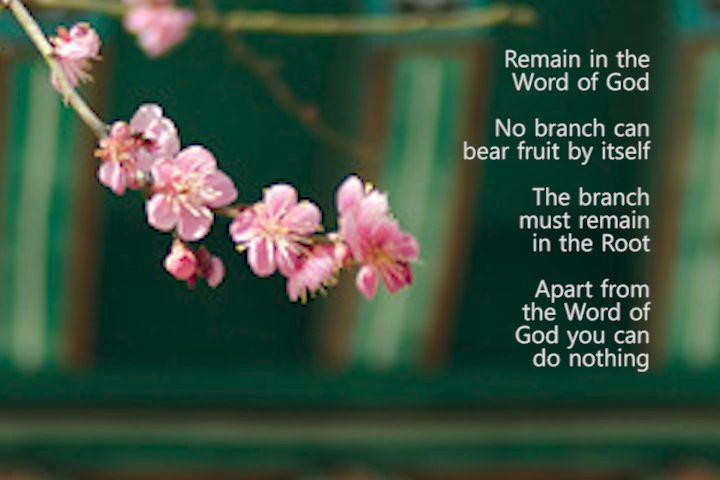 Remain in the
Word of God
No branch can
bear fruit by itself
The branch
must remain
in the Root
Apart from
the Word of
God you can
do nothing